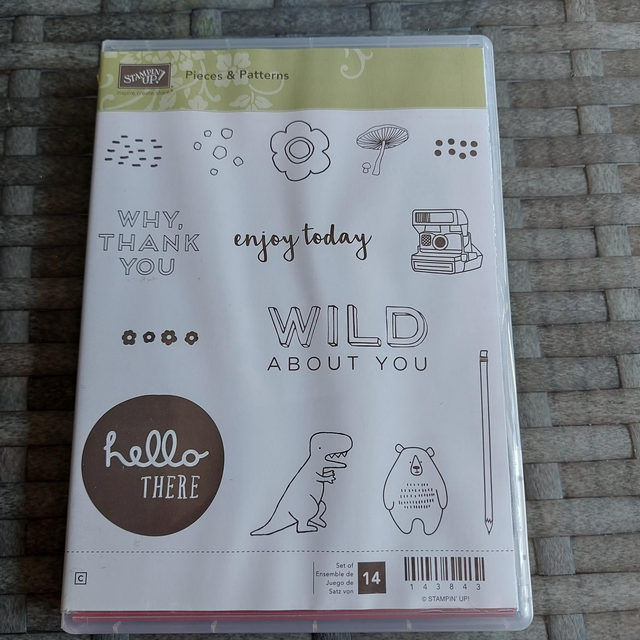 STAMPIN' UP!
Pieces & Patterns
WHY,
THANK
YOU
enjoy today
WILD
ABOUT YOU
hello
THERE
Set of
Ensemble de
Juego de
Satz von
14
143843
© STAMPIN' UP!
C